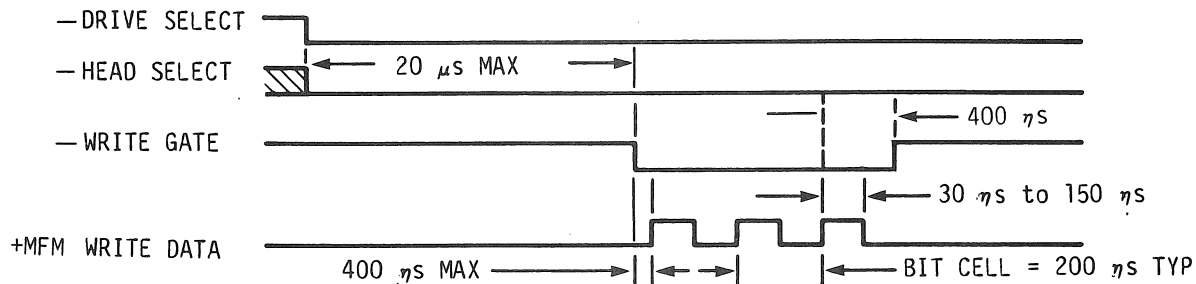 —DRIVE SELECT
20 μs MAX
—HEAD SELECT
400 ηs
—WRITE GATE
30 ηs to 150 ηs
+MFM WRITE DATA
400 ηs MAX
BIT CELL = 200 ηs TYP